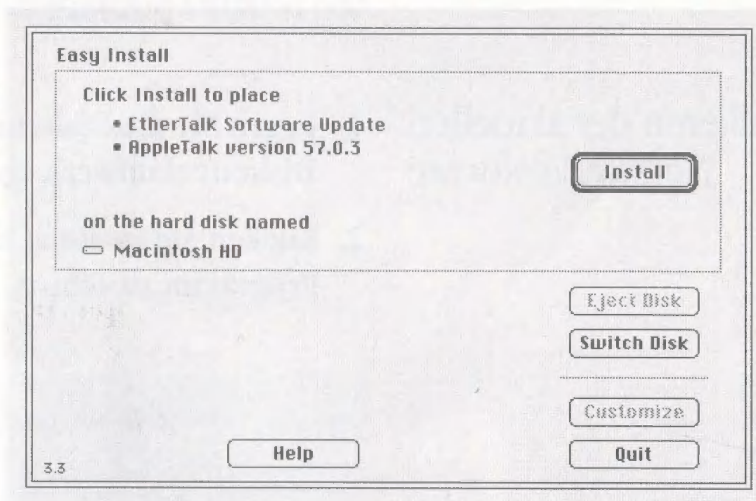 Easy Install
Click Install to place
• EtherTalk Software Update
• AppleTalk version 57.0.3
Install
on the hard disk named
Macintosh HD
Eject Disk
Switch Disk
Customize
Help
Quit
3.3